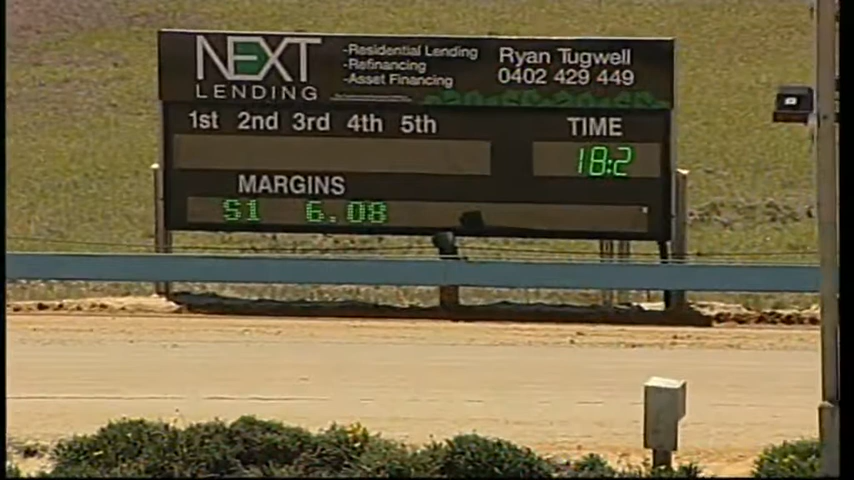 NEXT
LENDING
-Residential Lending
-Refinancing
-Asset Financing
Ryan Tugwell
0402 429 449
1st 2nd 3rd 4th 5th
TIME
18:2
MARGINS
S1 6.08